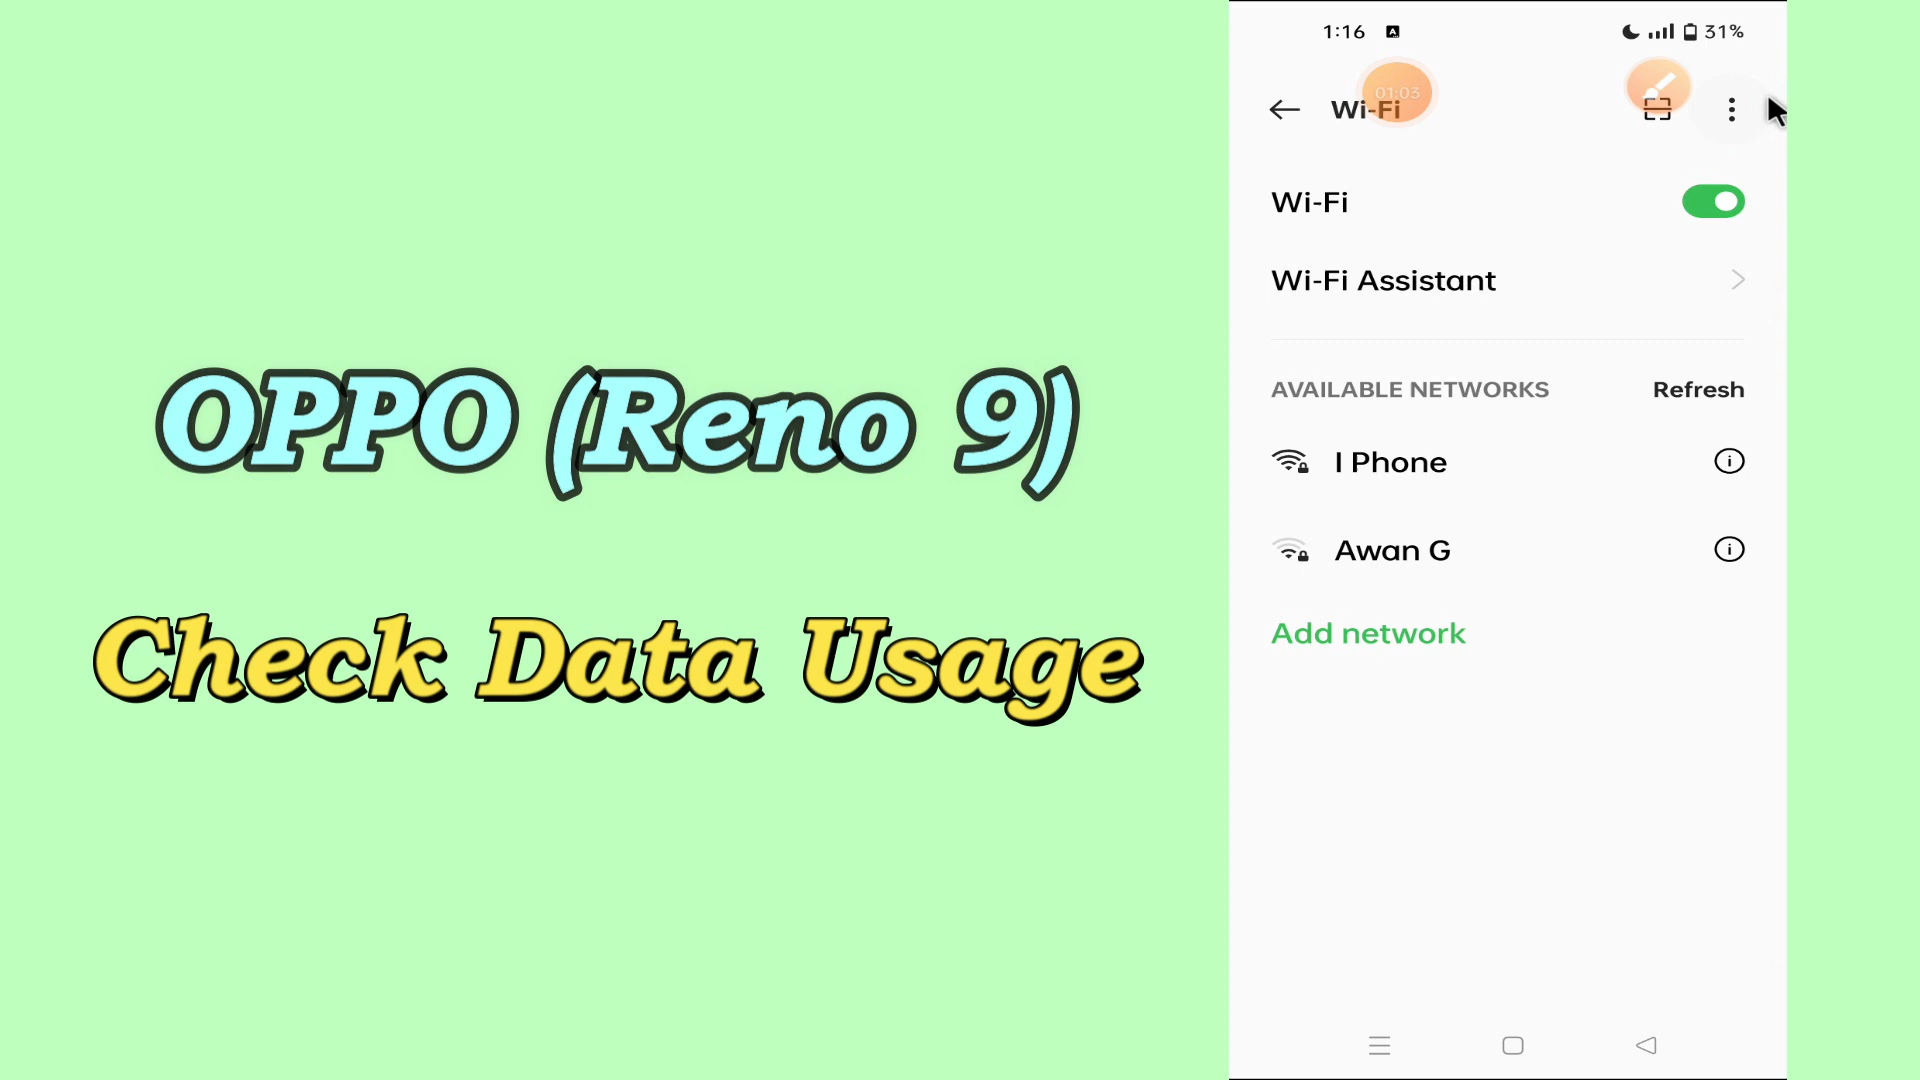 OPPO (Reno 9)
Check Data Usage
1:16
31%
01:03
Wi-Fi
Wi-Fi
Wi-Fi Assistant
AVAILABLE NETWORKS Refresh
I Phone
Awan G
Add network